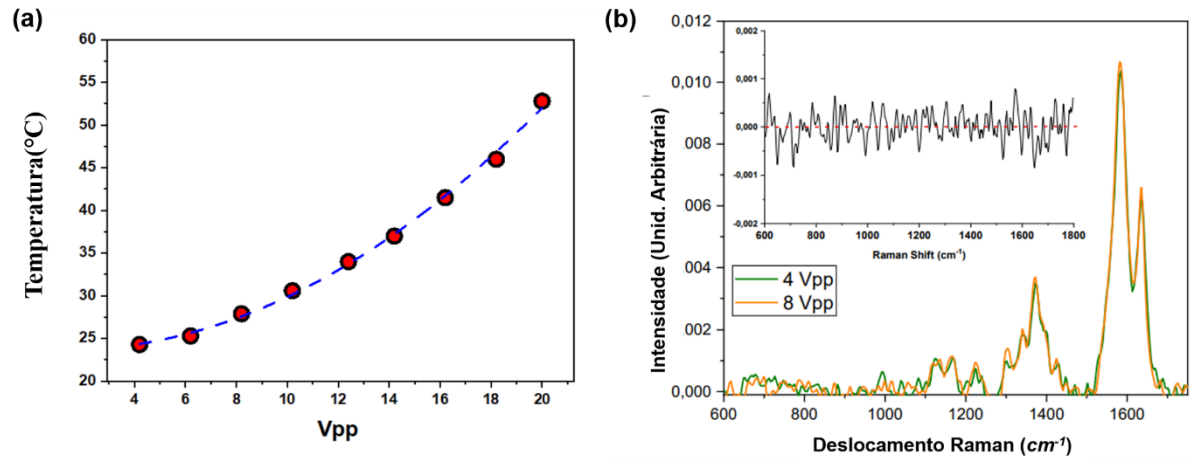 (a)
60
55
50
45
40
35
30
25
20
Temperatura(°C)
4 6 8 10 12 14 16 18 20
Vpp
(b)
0,012
0,010
006
004
002
0,000
Intensidade (Unid. Arbitrária)
0,002
0,001
0,000
-0,001
-0,002
600 800 1000 1200 1400 1600 1800
Raman Shift (cm-1)
4 Vpp
8 Vpp
600 800 1000 1200 1400 1600
Deslocamento Raman (cm-1)